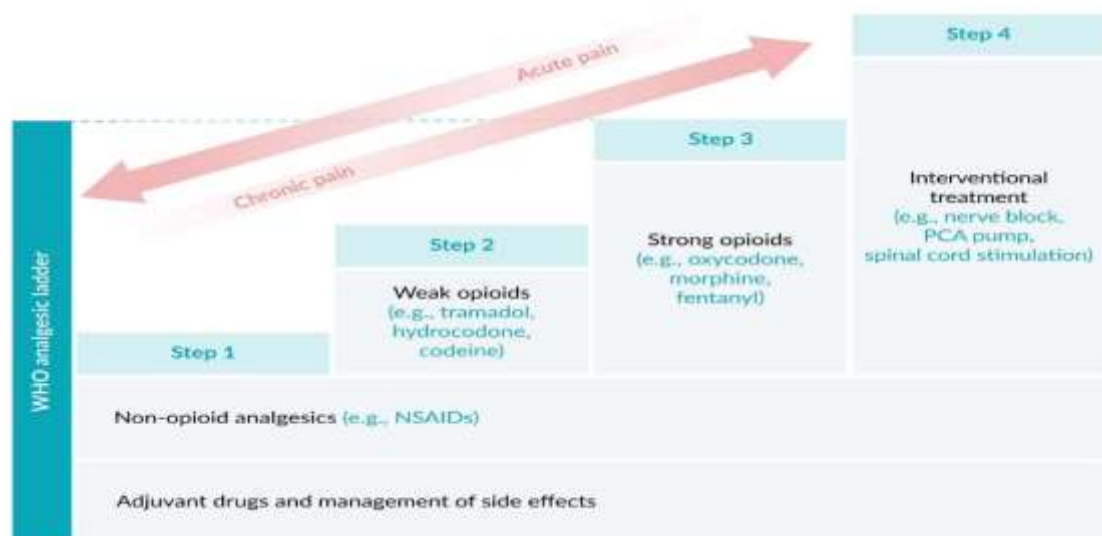 WHO analgesic ladder
Acute pain
Chronic pain
Step 1
Step 2
Weak opioids
(e.g., tramadol,
hydrocodone,
codeine)
Step 3
Strong opioids
(e.g., oxycodone,
morphine,
fentanyl)
Step 4
Interventional
treatment
(e.g., nerve block,
PCA pump,
spinal cord stimulation)
Non-opioid analgesics (e.g., NSAIDs)
Adjuvant drugs and management of side effects